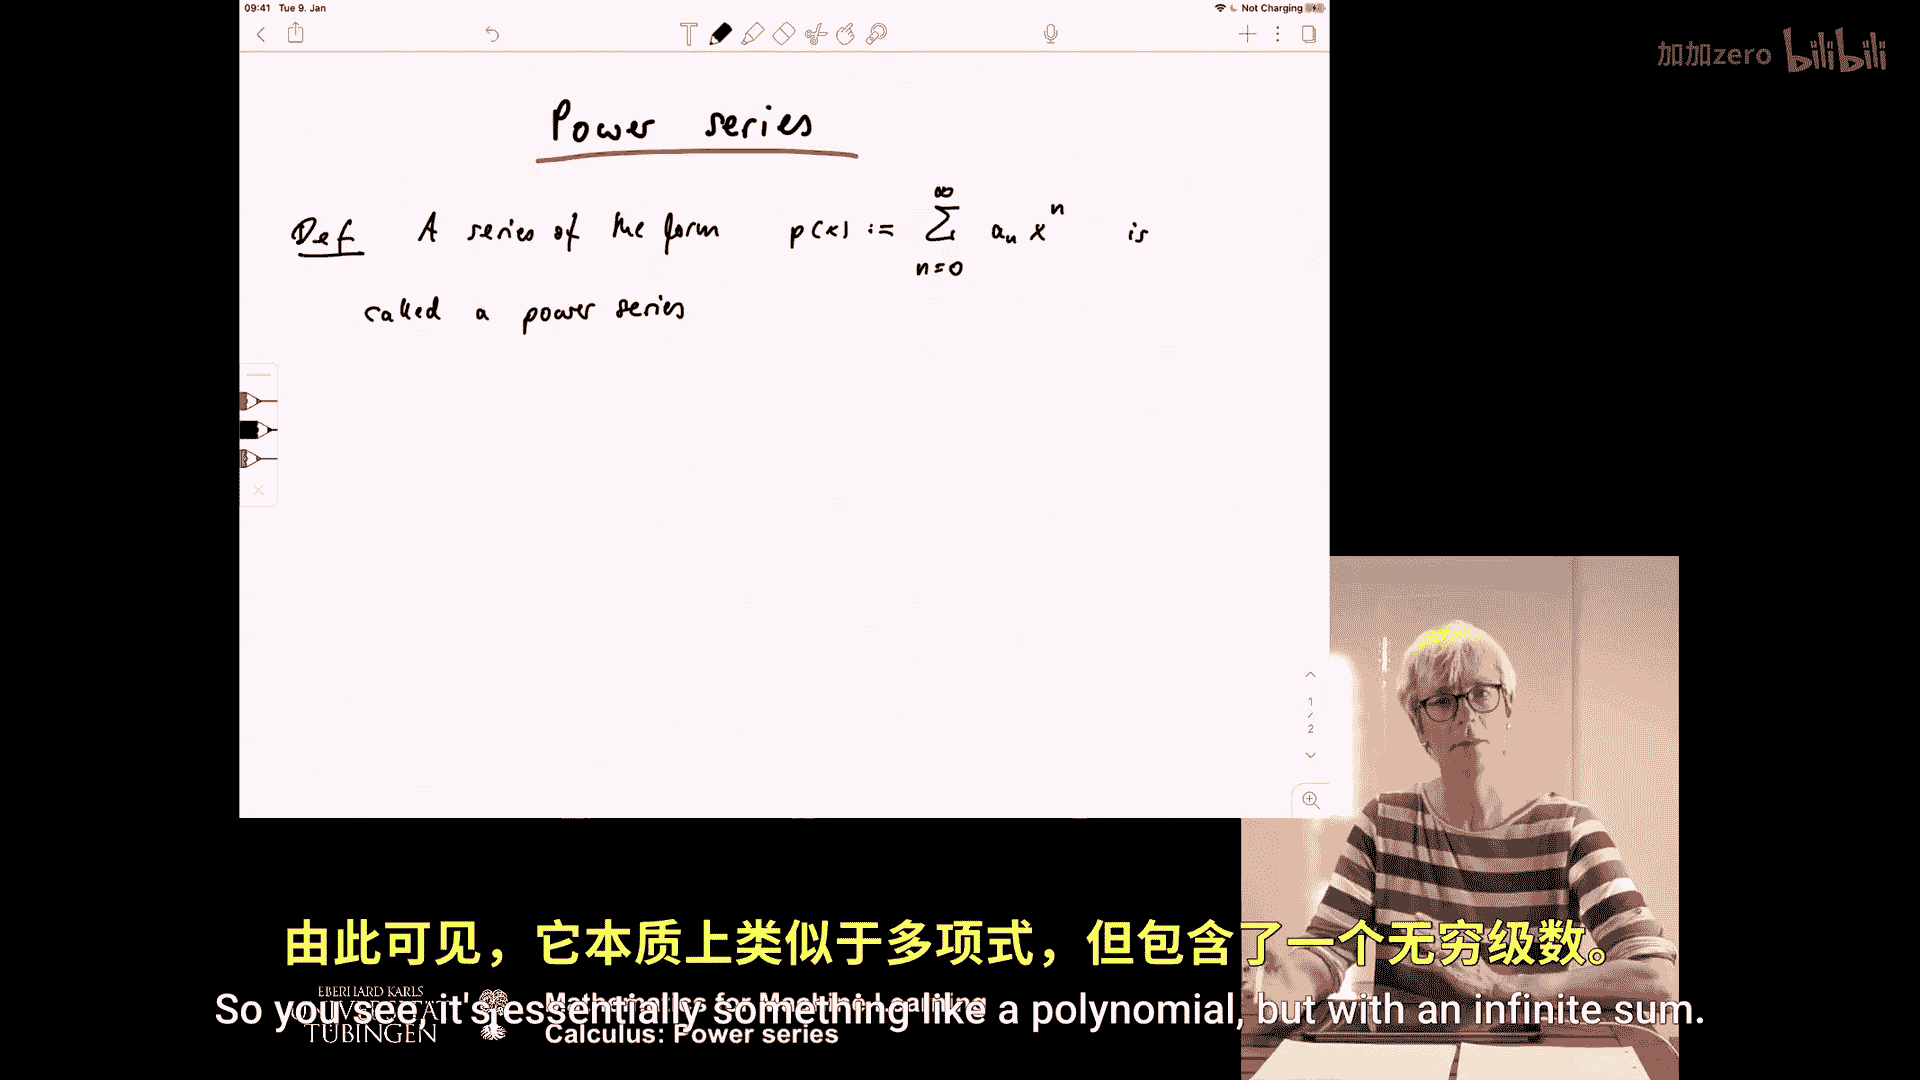 09:41 Tue 9. Jan
Not Charging
加加zero bilibili
Power series
Def A series of the form p(x) := ∑_{n=0}^{∞} a_n x^n is
called a power series
1
/
2
由此可见，它本质上类似于多项式，但包含了一个无穷级数。
So you see, it's essentially something like a polynomial, but with an infinite sum.
EBERHARD KARLS
UNIVERSITÄT
TÜBINGEN
Mathematics for Machine Learning
Calculus: Power series